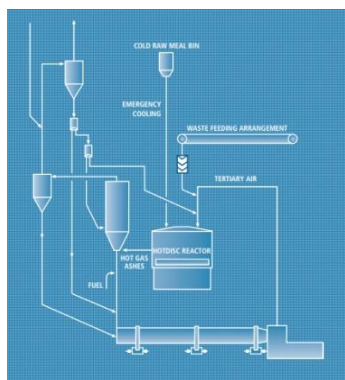 COLD RAW MEAL BIN
EMERGENCY
COOLING
WASTE FEEDING ARRANGEMENT
TERTIARY AIR
HOTDISC REACTOR
HOT GAS
ASHES
FUEL